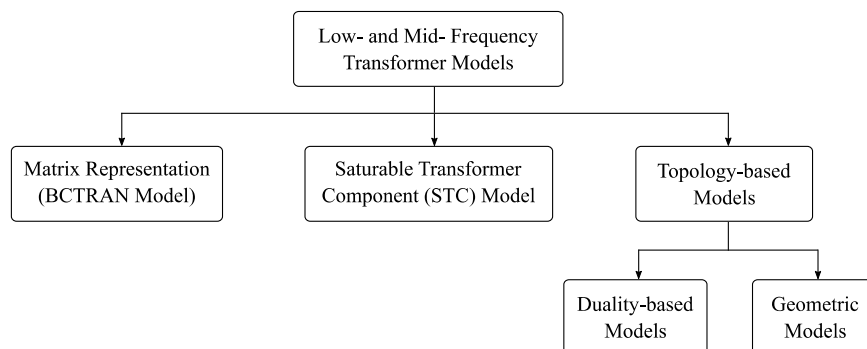 Low- and Mid- Frequency
Transformer Models
Matrix Representation
(BCTRAN Model)
Saturable Transformer
Component (STC) Model
Topology-based
Models
Duality-based
Models
Geometric
Models